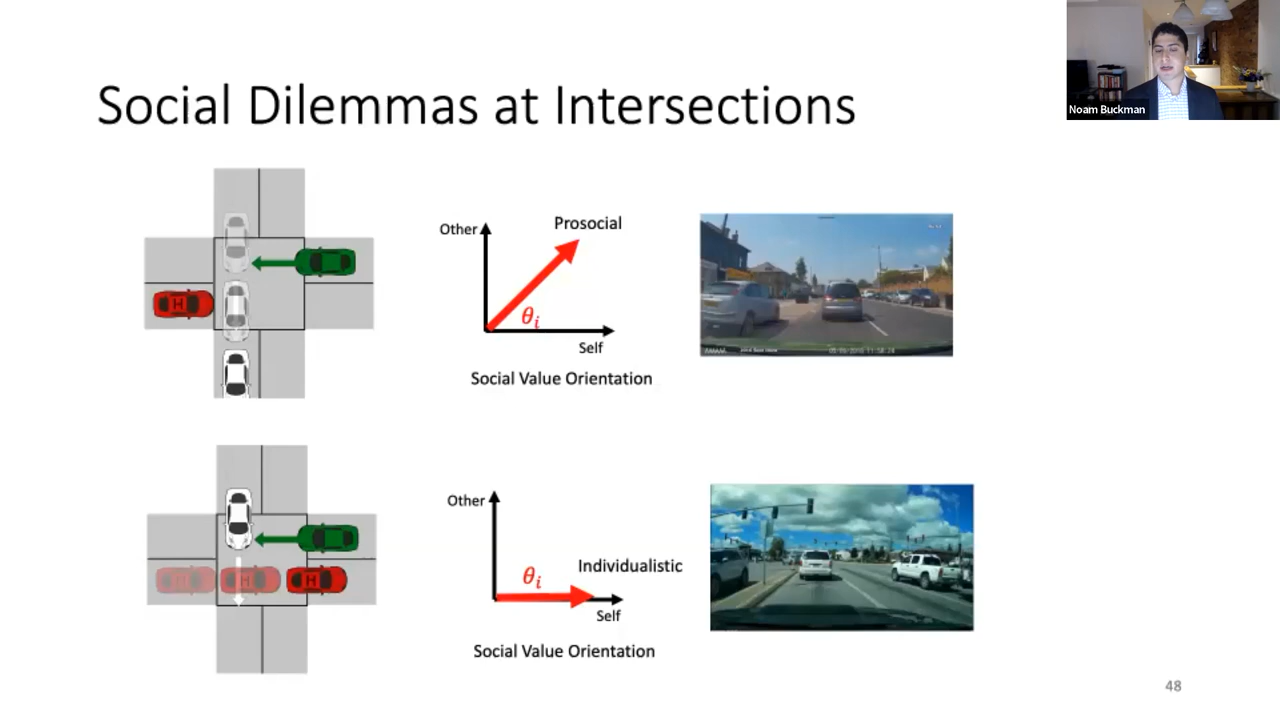 Social Dilemmas at Intersections
Noam Buckman
H
Other
Prosocial
θᵢ
Self
Social Value Orientation
H
H
H
Other
Individualistic
θᵢ
Self
Social Value Orientation
48